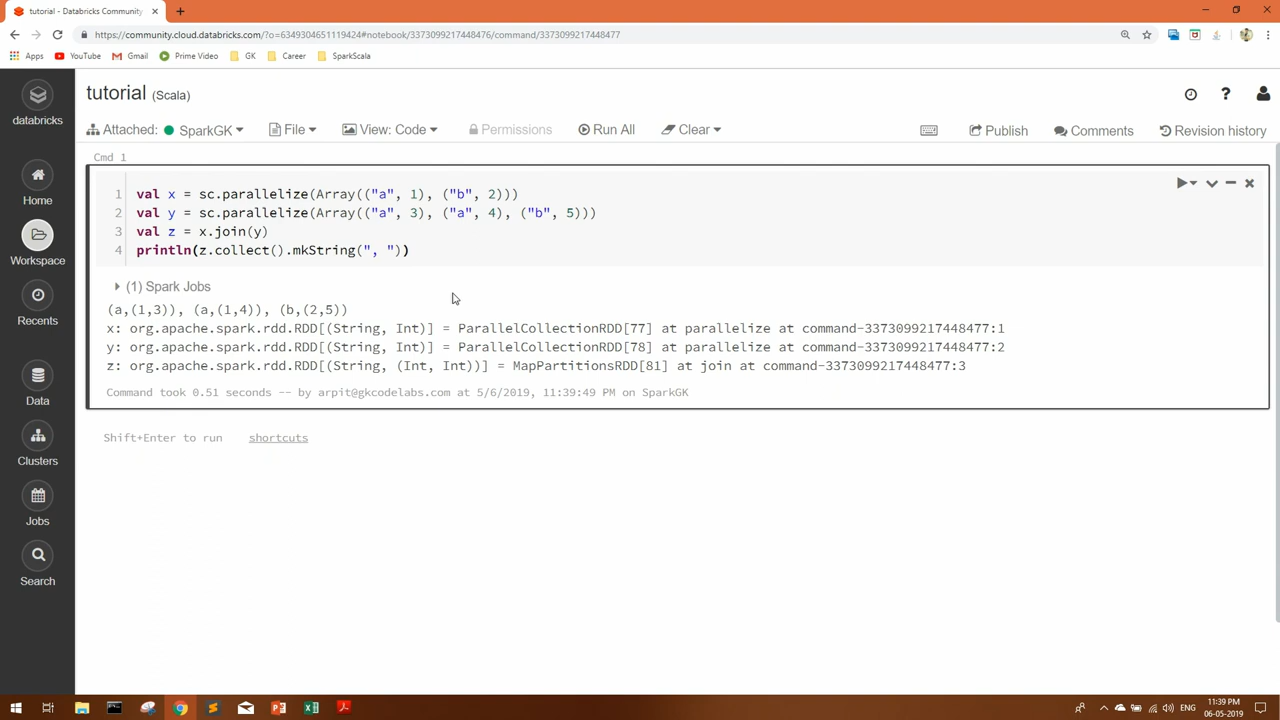 tutorial - Databricks Community
https://community.cloud.databricks.com/?o=6349304651119424#notebook/3373099217448476/command/3373099217448477
Apps YouTube Gmail Prime Video GK Career SparkScala
databricks
Home
Workspace
Recents
Data
Clusters
Jobs
Search
tutorial (Scala)
Attached: SparkGK File View: Code Permissions Run All Clear Publish Comments Revision history
Cmd 1
1 val x = sc.parallelize(Array(("a", 1), ("b", 2)))
2 val y = sc.parallelize(Array(("a", 3), ("a", 4), ("b", 5)))
3 val z = x.join(y)
4 println(z.collect().mkString(", "))
(1) Spark Jobs
(a,(1,3)), (a,(1,4)), (b,(2,5))
x: org.apache.spark.rdd.RDD[(String, Int)] = ParallelCollectionRDD[77] at parallelize at command-3373099217448477:1
y: org.apache.spark.rdd.RDD[(String, Int)] = ParallelCollectionRDD[78] at parallelize at command-3373099217448477:2
z: org.apache.spark.rdd.RDD[(String, (Int, Int))] = MapPartitionsRDD[81] at join at command-3373099217448477:3
Command took 0.51 seconds -- by arpit@gkcodelabs.com at 5/6/2019, 11:39:49 PM on SparkGK
Shift+Enter to run shortcuts
ENG
11:39 PM
06-05-2019